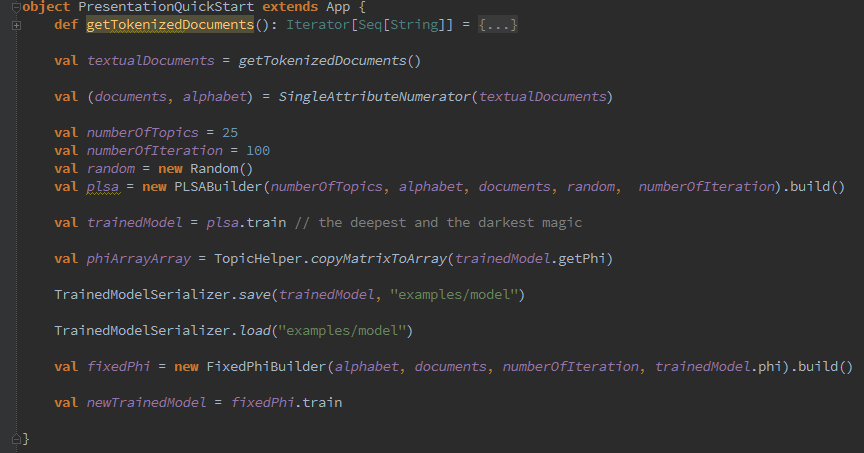 object PresentationQuickStart extends App {
def getTokenizedDocuments(): Iterator[Seq[String]] = {...}
val textualDocuments = getTokenizedDocuments()
val (documents, alphabet) = SingleAttributeNumerator(textualDocuments)
val numberOfTopics = 25
val numberOfIteration = 100
val random = new Random()
val plsa = new PLSABuilder(numberOfTopics, alphabet, documents, random,  numberOfIteration).build()
val trainedModel = plsa.train // the deepest and the darkest magic
val phiArrayArray = TopicHelper.copyMatrixToArray(trainedModel.getPhi)
TrainedModelSerializer.save(trainedModel, "examples/model")
TrainedModelSerializer.load("examples/model")
val fixedPhi = new FixedPhiBuilder(alphabet, documents, numberOfIteration, trainedModel.phi).build()
val newTrainedModel = fixedPhi.train
}